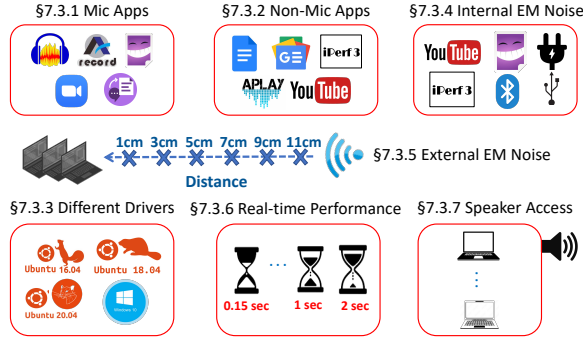 §7.3.1 Mic Apps
§7.3.2 Non-Mic Apps
§7.3.4 Internal EM Noise
record
GE
iPerf 3
APLAY
YouTube
YouTube
iPerf 3
1cm 3cm 5cm 7cm 9cm 11cm
Distance
§7.3.5 External EM Noise
§7.3.3 Different Drivers
§7.3.6 Real-time Performance
§7.3.7 Speaker Access
Ubuntu 16.04
Ubuntu 18.04
Ubuntu 20.04
Windows 10
...
0.15 sec
1 sec
2 sec